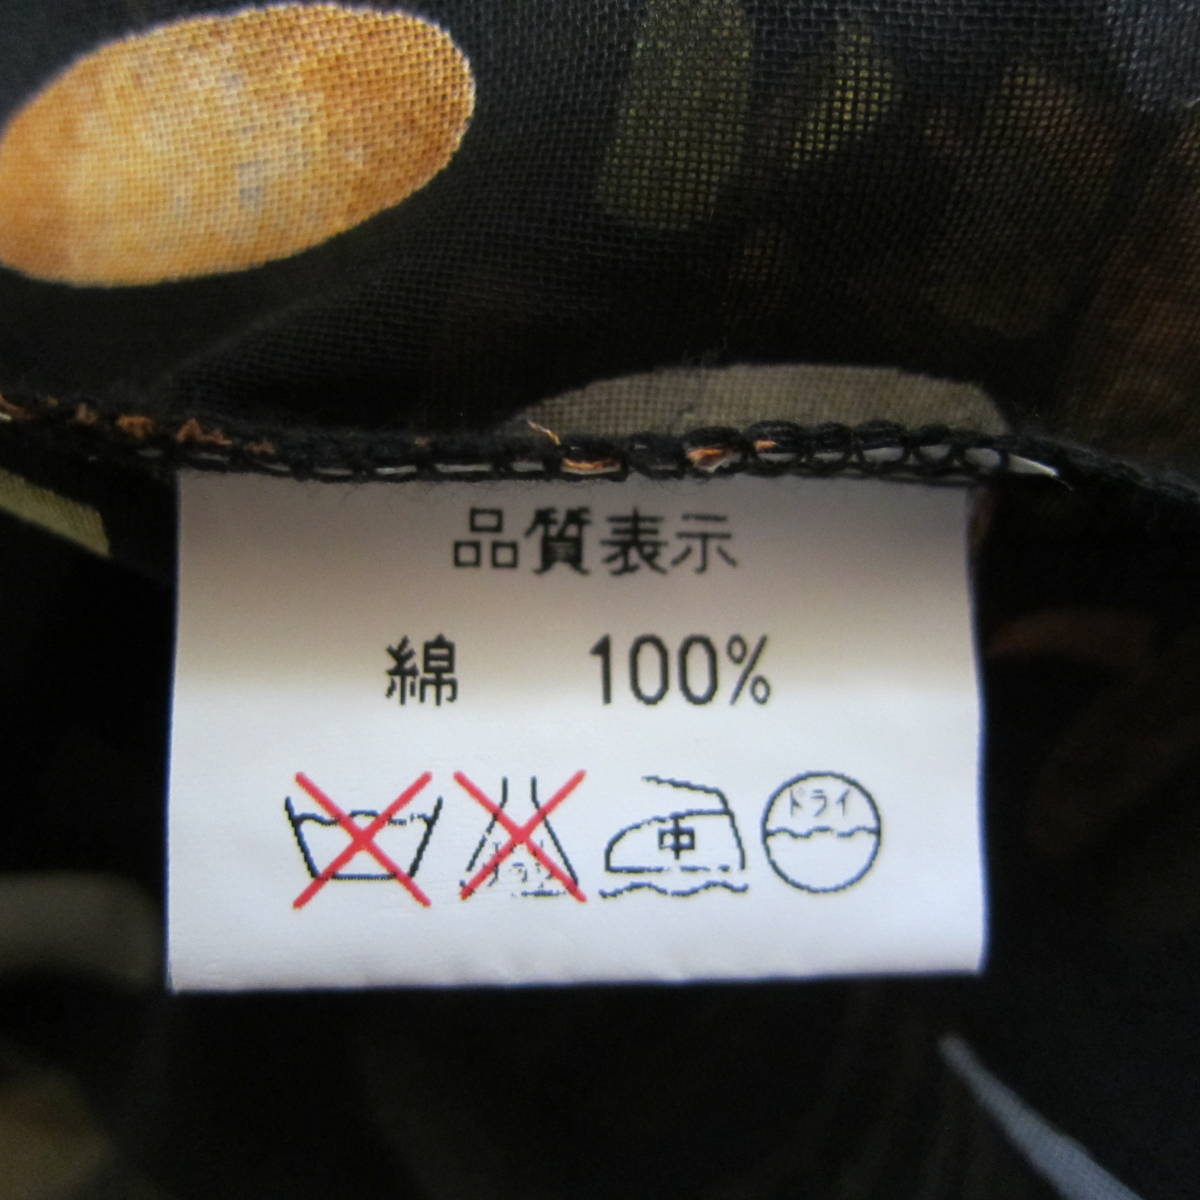 品質表示
綿 100%
中 ドライ